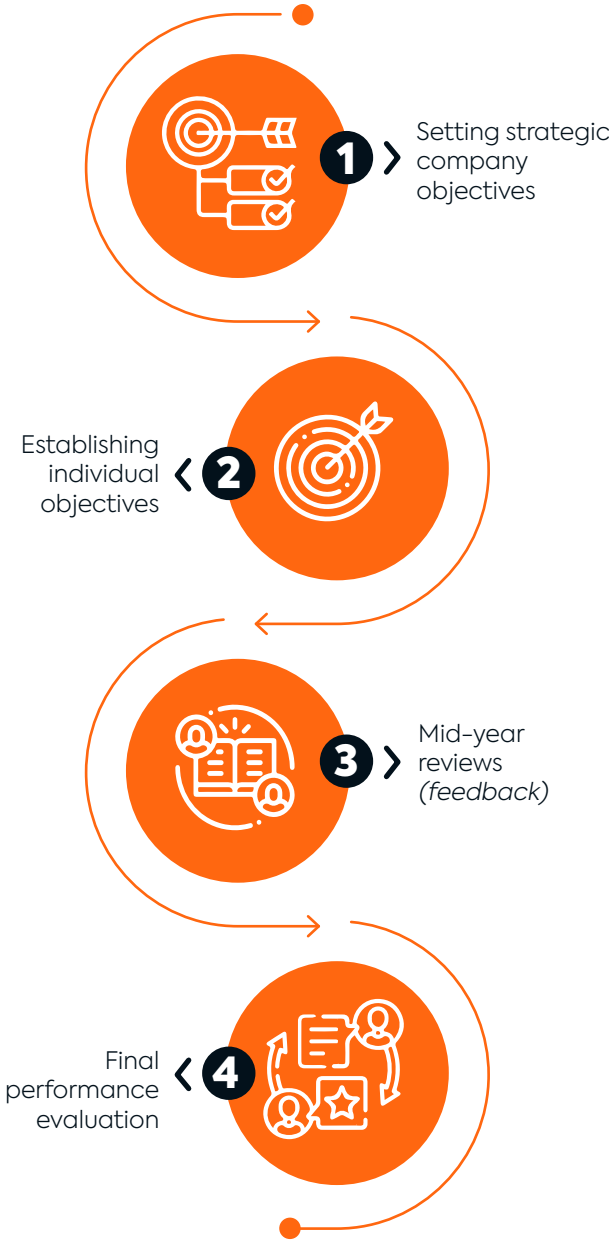 1
Setting strategic
company
objectives
Establishing
individual
objectives
2
3
Mid-year
reviews
(feedback)
Final
performance
evaluation
4